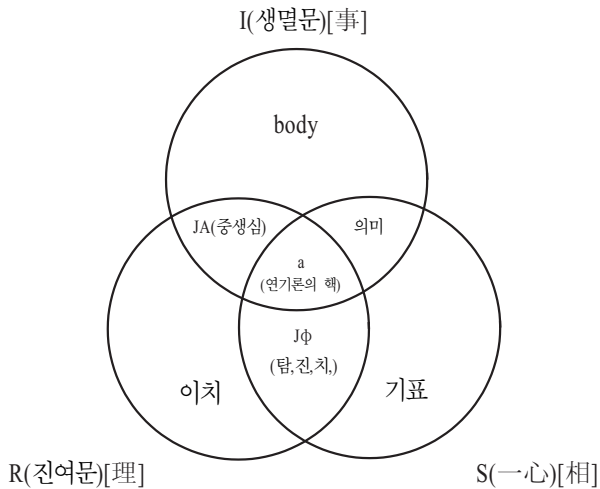 I(생멸문)[事]
body
JA(중생심)
의미
a
(연기론의 핵)
Jφ
(탐,진,치,)
이치
기표
R(진여문)[理]
S(一心)[相]